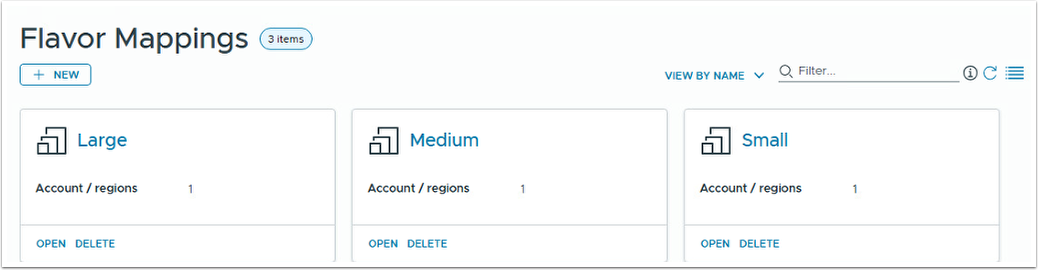 Flavor Mappings 3 items
+ NEW
VIEW BY NAME Filter...
Large
Account / regions 1
OPEN DELETE
Medium
Account / regions 1
OPEN DELETE
Small
Account / regions 1
OPEN DELETE